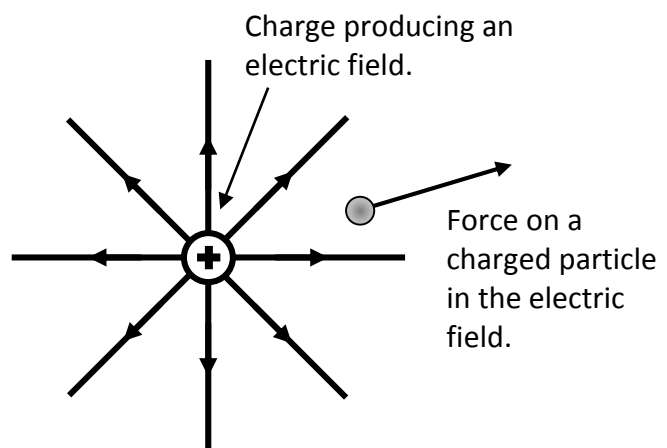 Charge producing an
electric field.
+
Force on a
charged particle
in the electric
field.